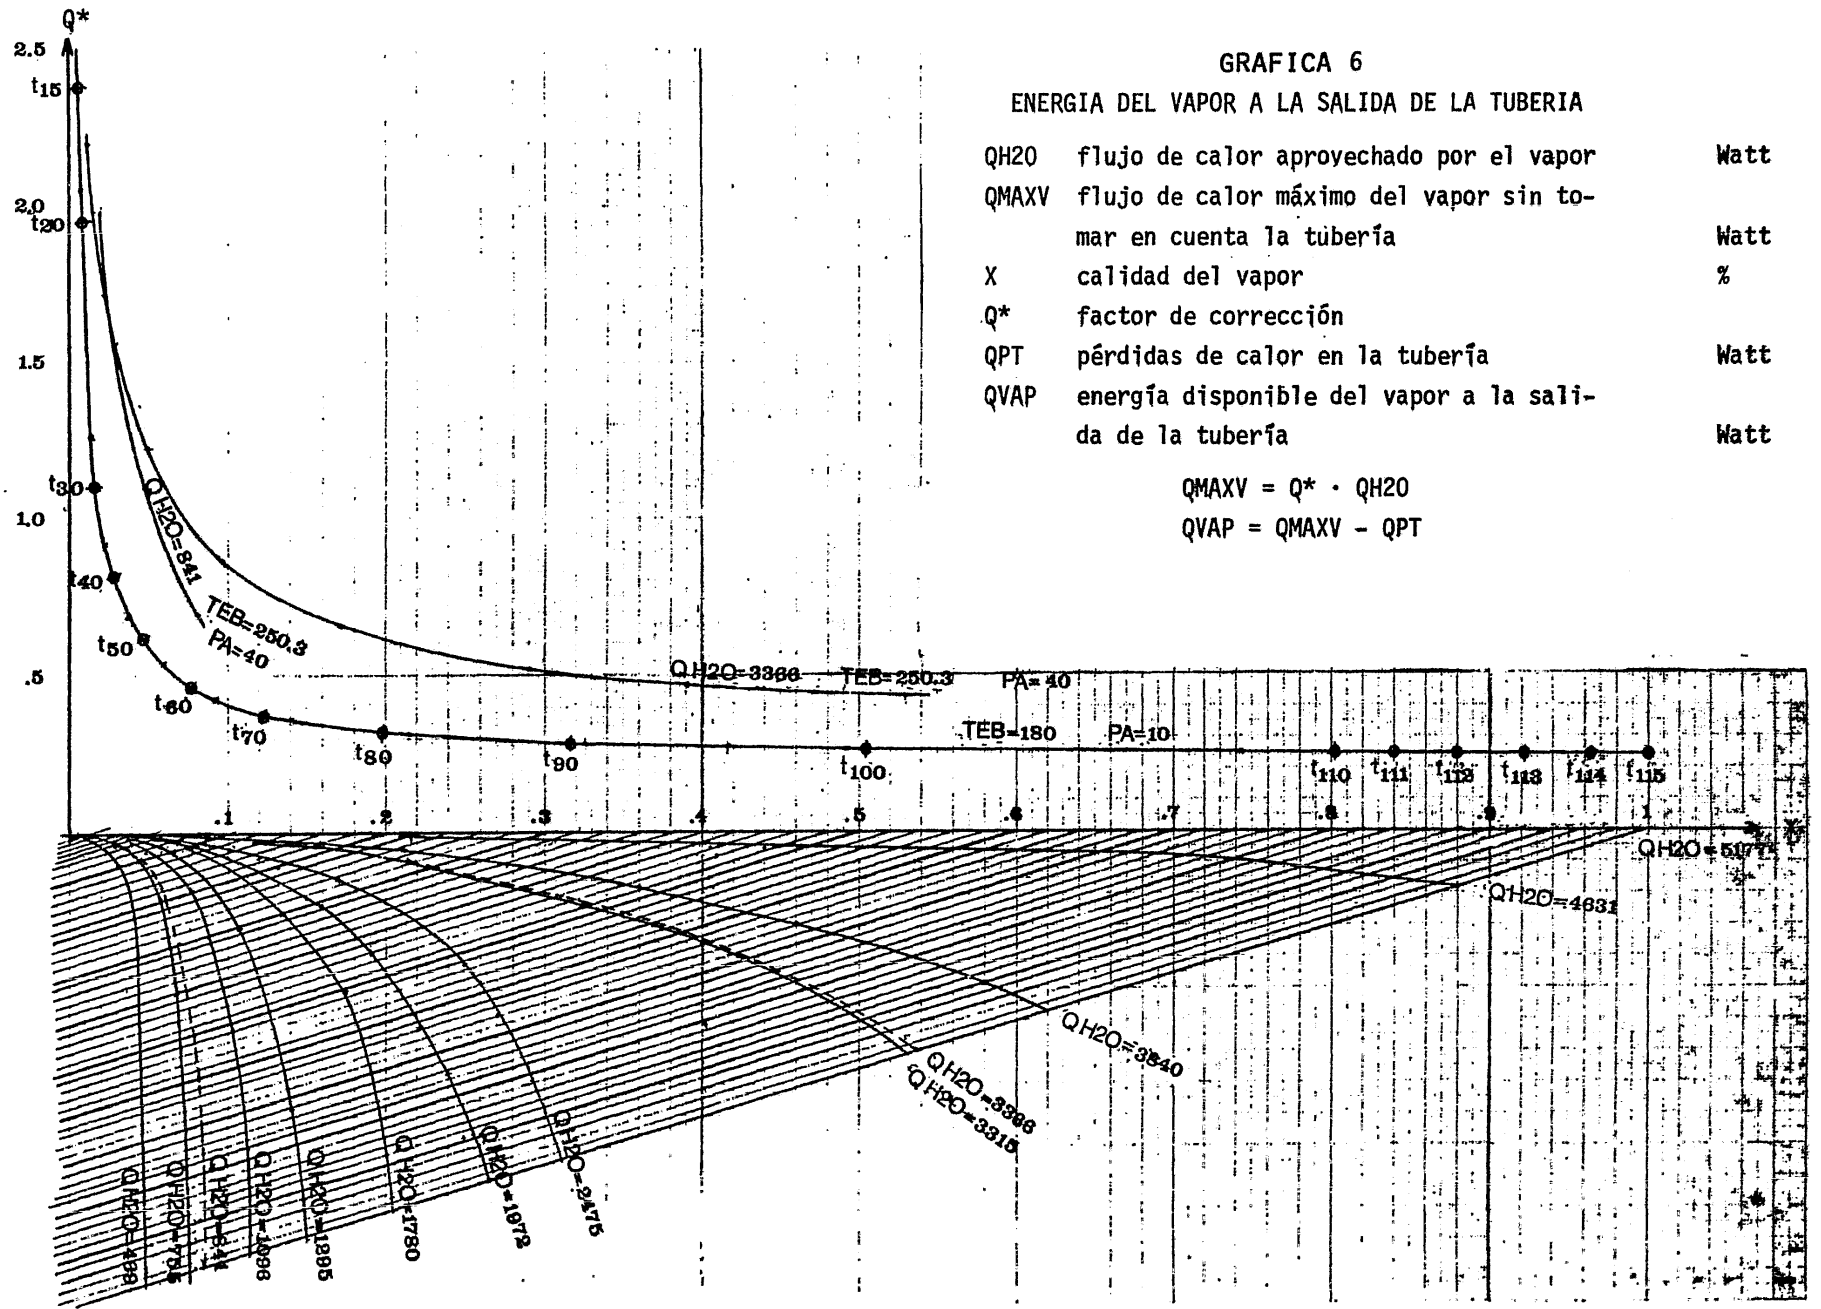 Q*
2.5
t15
2.0
t20
1.5
t30
1.0
t40
t50
.5
t60
t70
t80
t90
t100
t110
t111
t112
t113
t114
t115
GRAFICA 6
ENERGIA DEL VAPOR A LA SALIDA DE LA TUBERIA
QH2O flujo de calor aprovechado por el vapor Watt
QMAXV flujo de calor máximo del vapor sin to-
mar en cuenta la tubería Watt
X calidad del vapor %
Q* factor de corrección
QPT pérdidas de calor en la tubería Watt
QVAP energía disponible del vapor a la sali-
da de la tubería Watt
QMAXV = Q* · QH2O
QVAP = QMAXV - QPT
QH2O=841
TEB=250.3
PA=40
QH2O=3366 TEB=250.3 PA=40
TEB=180 PA=10
.1 .2 .3 .4 .5 .6 .7 .8 .9 1
QH2O=5177
QH2O=4631
QH2O=3840
QH2O=3366
QH2O=3315
QH2O=2475
QH2O=1972
QH2O=1780
QH2O=1295
QH2O=841